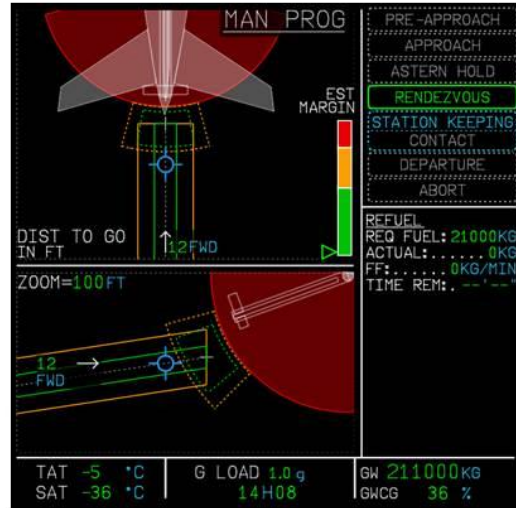 MAN PROG
PRE-APPROACH
APPROACH
ASTERN HOLD
RENDEZVOUS
STATION KEEPING
CONTACT
DEPARTURE
ABORT
EST
MARGIN
DIST TO GO
IN FT
12FWD
REFUEL
REQ FUEL:21000KG
ACTUAL:......0KG
FF:......0KG/MIN
TIME REM:.--'--"
ZOOM=100FT
12
FWD
TAT -5 °C
SAT -36 °C
G LOAD 1.0 g
14H08
GW 211000KG
GWCG 36 %